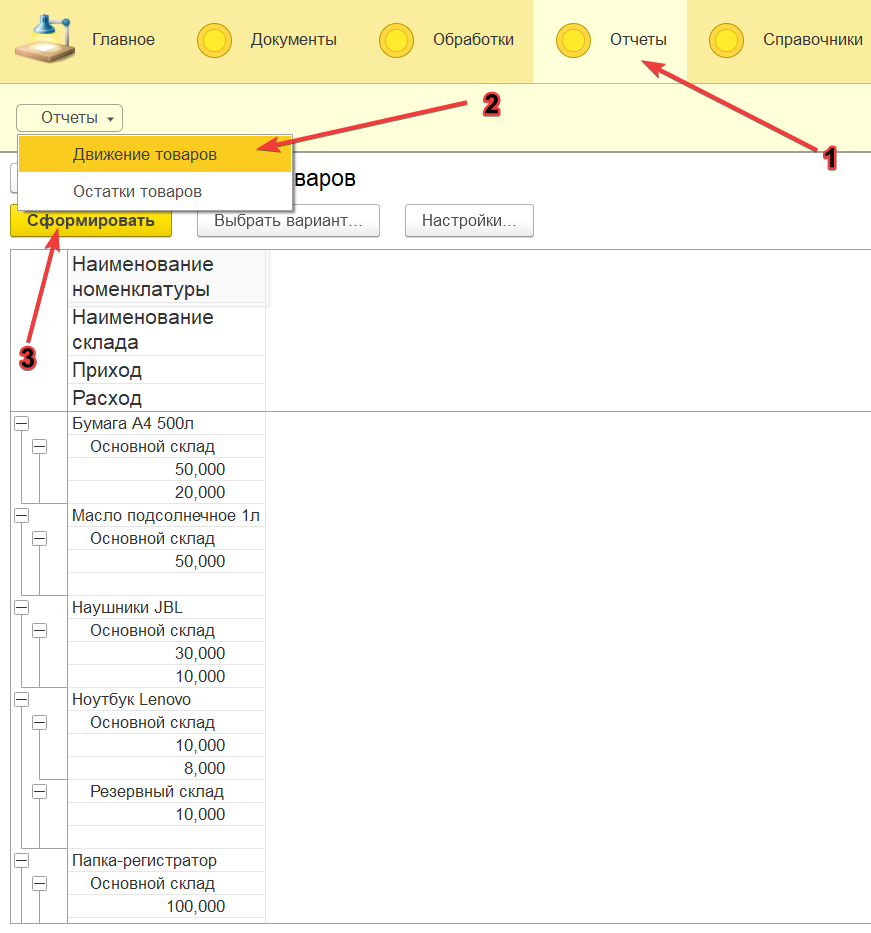 Главное Документы Обработки Отчеты Справочники
2
Отчеты
1
Движение товаров
варов
Остатки товаров
Сформировать Выбрать вариант... Настройки...
Наименование
номенклатуры
Наименование
склада
3
Приход
Расход
Бумага А4 500л
Основной склад
50,000
20,000
Масло подсолнечное 1л
Основной склад
50,000
Наушники JBL
Основной склад
30,000
10,000
Ноутбук Lenovo
Основной склад
10,000
8,000
Резервный склад
10,000
Папка-регистратор
Основной склад
100,000